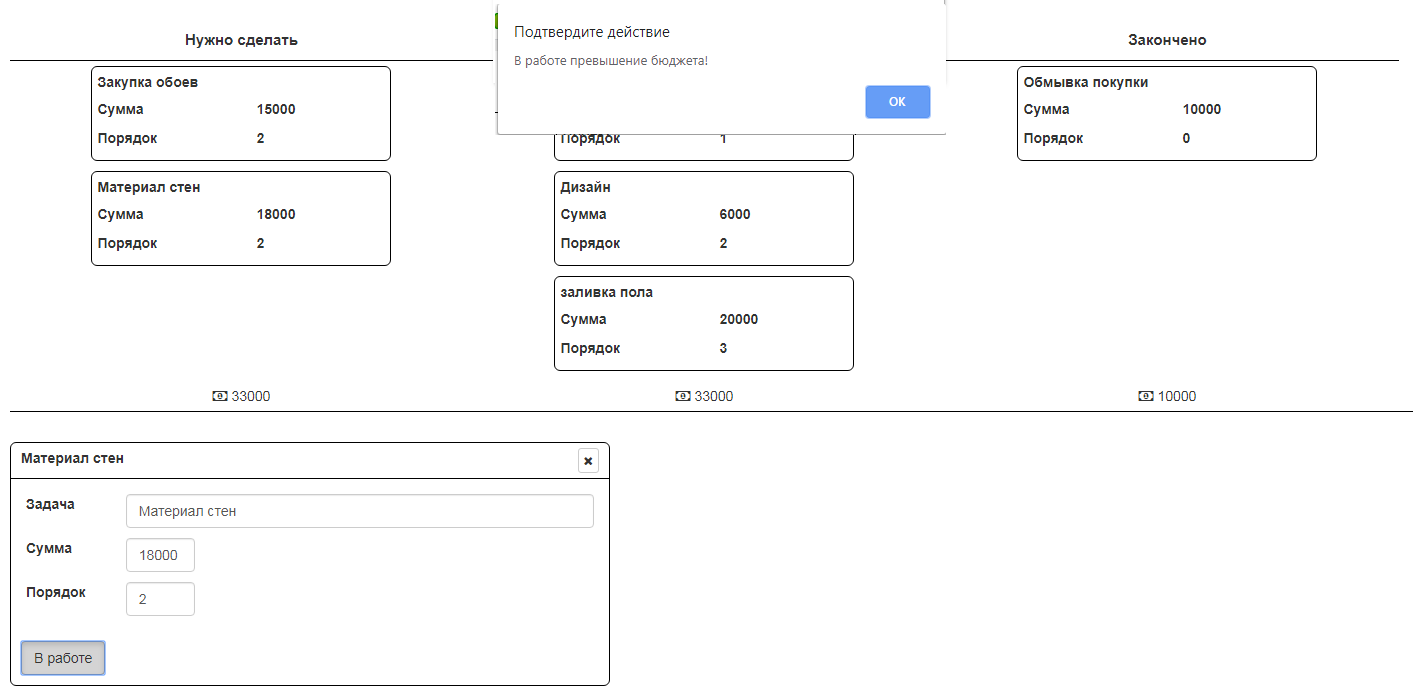 Подтвердите действие
В работе превышение бюджета!
OK
Нужно сделать
Закончено
Закупка обоев
Сумма 15000
Порядок 2
Материал стен
Сумма 18000
Порядок 2
33000
Порядок 1
Дизайн
Сумма 6000
Порядок 2
заливка пола
Сумма 20000
Порядок 3
33000
Обмывка покупки
Сумма 10000
Порядок 0
10000
Материал стен
Задача Материал стен
Сумма 18000
Порядок 2
В работе